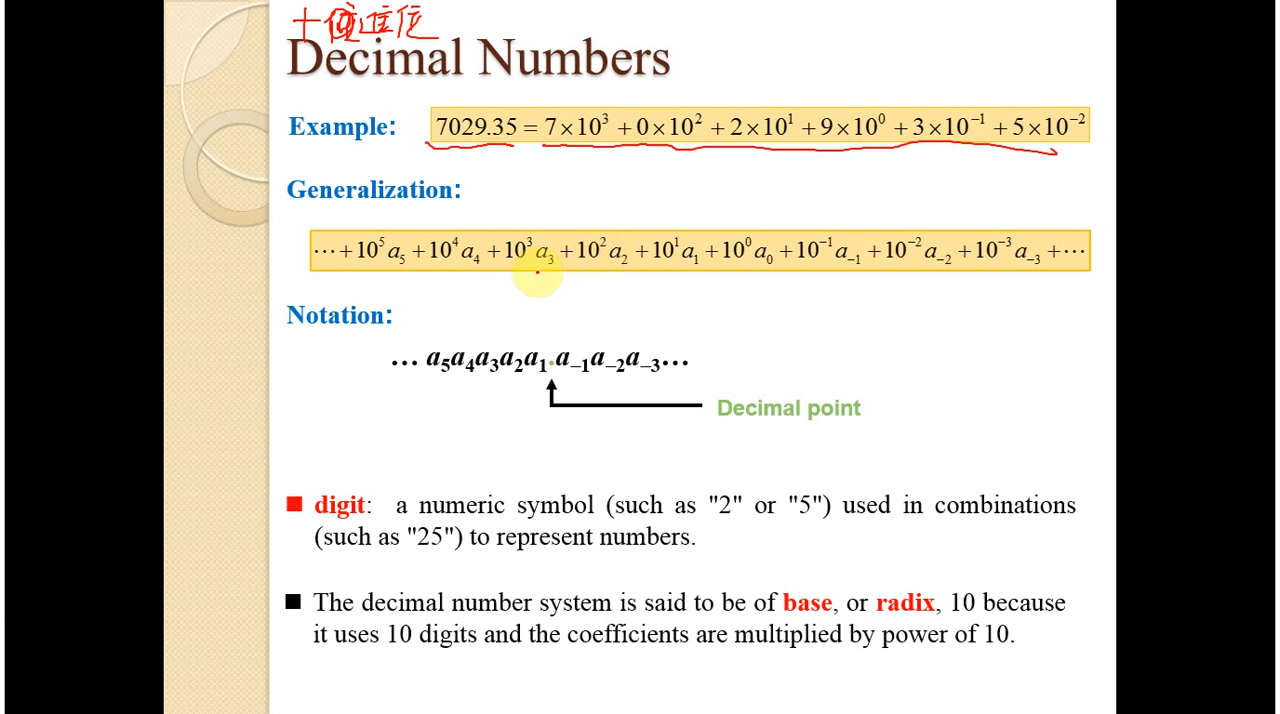 Decimal Numbers
Example: 7029.35 = 7×10³ + 0×10² + 2×10¹ + 9×10⁰ + 3×10⁻¹ + 5×10⁻²
Generalization:
⋯ + 10⁵a₅ + 10⁴a₄ + 10³a₃ + 10²a₂ + 10¹a₁ + 10⁰a₀ + 10⁻¹a₋₁ + 10⁻²a₋₂ + 10⁻³a₋₃ + ⋯
Notation:
… a₅a₄a₃a₂a₁.a₋₁a₋₂a₋₃…
Decimal point
digit: a numeric symbol (such as "2" or "5") used in combinations
(such as "25") to represent numbers.
The decimal number system is said to be of base, or radix, 10 because
it uses 10 digits and the coefficients are multiplied by power of 10.